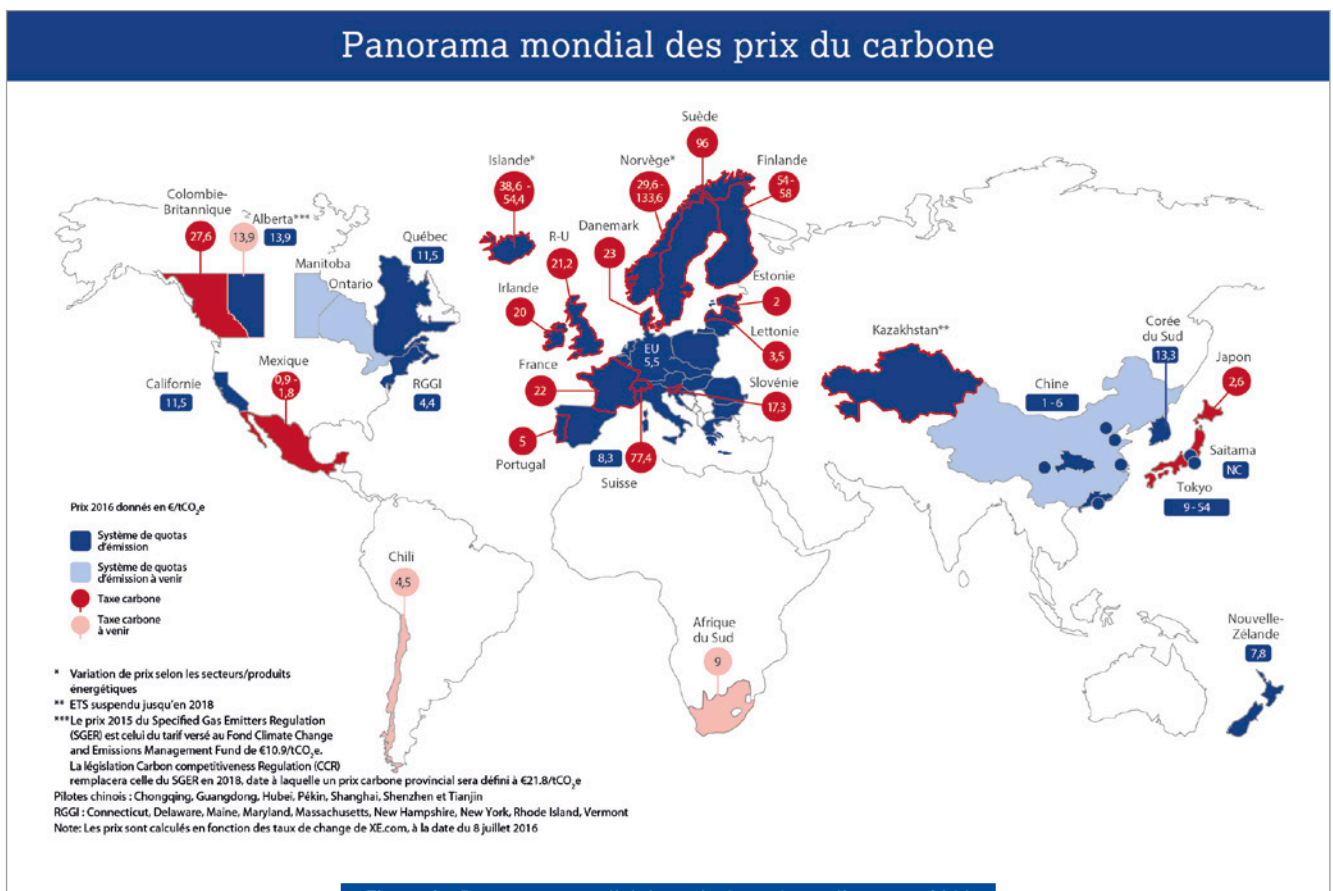 Panorama mondial des prix du carbone
Suède
96
Islande*
38,6 -
54,4
Norvège*
29,6 -
133,6
Finlande
54 -
58
Colombie-
Britannique
27,6
Alberta***
13,9
13,9
Québec
11,5
Manitoba
Ontario
R-U
21,2
Danemark
23
Irlande
20
Estonie
2
Lettonie
3,5
EU
5,5
France
22
Slovénie
17,3
Portugal
5
8,3
77,4
Suisse
Mexique
0,9 -
1,8
Californie
11,5
RGGI
4,4
Kazakhstan**
Chine
1 - 6
Corée
du Sud
13,3
Japon
2,6
Saitama
NC
Tokyo
9 - 54
Chili
4,5
Afrique
du Sud
9
Nouvelle-
Zélande
7,8
Prix 2016 donnés en €/tCO₂e
Système de quotas
d'émission
Système de quotas
d'émission à venir
Taxe carbone
Taxe carbone
à venir
* Variation de prix selon les secteurs/produits
énergétiques
** ETS suspendu jusqu'en 2018
***Le prix 2015 du Specified Gas Emitters Regulation
(SGER) est celui du tarif versé au Fond Climate Change
and Emissions Management Fund de €10.9/tCO₂e.
La législation Carbon competitiveness Regulation (CCR)
remplacera celle du SGER en 2018, date à laquelle un prix carbone provincial sera défini à €21.8/tCO₂e
Pilotes chinois : Chongqing, Guangdong, Hubei, Pékin, Shanghai, Shenzhen et Tianjin
RGGI : Connecticut, Delaware, Maine, Maryland, Massachusetts, New Hampshire, New York, Rhode Island, Vermont
Note: Les prix sont calculés en fonction des taux de change de XE.com, à la date du 8 juillet 2016